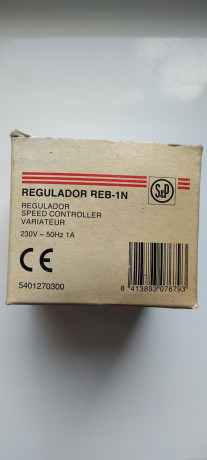 REGULADOR REB-1N
S&P
REGULADOR
SPEED CONTROLLER
VARIATEUR
230V ~ 50Hz 1A
CE
8 413893 076793
5401270300